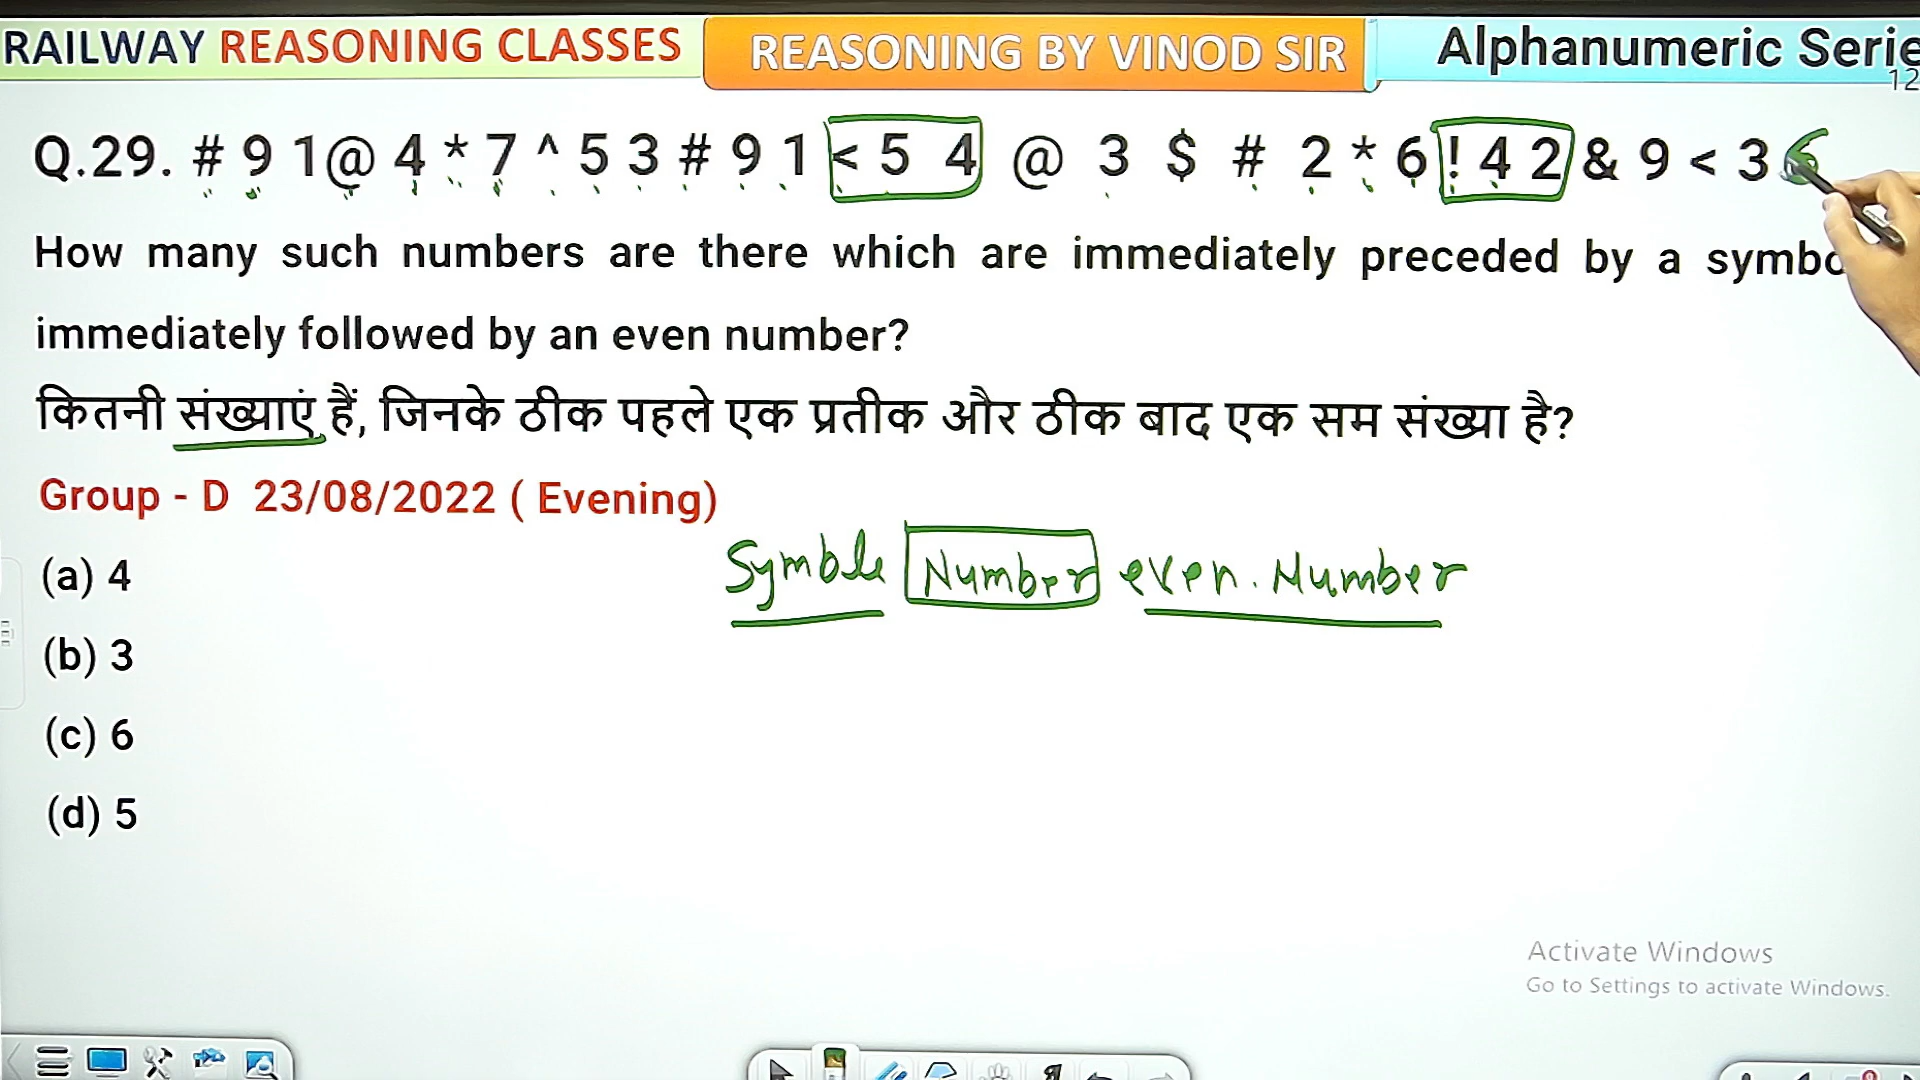 RAILWAY REASONING CLASSES REASONING BY VINOD SIR Alphanumeric Serie
12
Q.29. # 9 1@ 4 * 7 ^ 5 3 # 9 1 < 5 4 @ 3 $ # 2 * 6 ! 4 2 & 9 < 3 6
How many such numbers are there which are immediately preceded by a symbo
immediately followed by an even number?
कितनी संख्याएं हैं, जिनके ठीक पहले एक प्रतीक और ठीक बाद एक सम संख्या है?
Group - D 23/08/2022 ( Evening)
Symble Number even. Number
(a) 4
(b) 3
(c) 6
(d) 5
Activate Windows
Go to Settings to activate Windows.